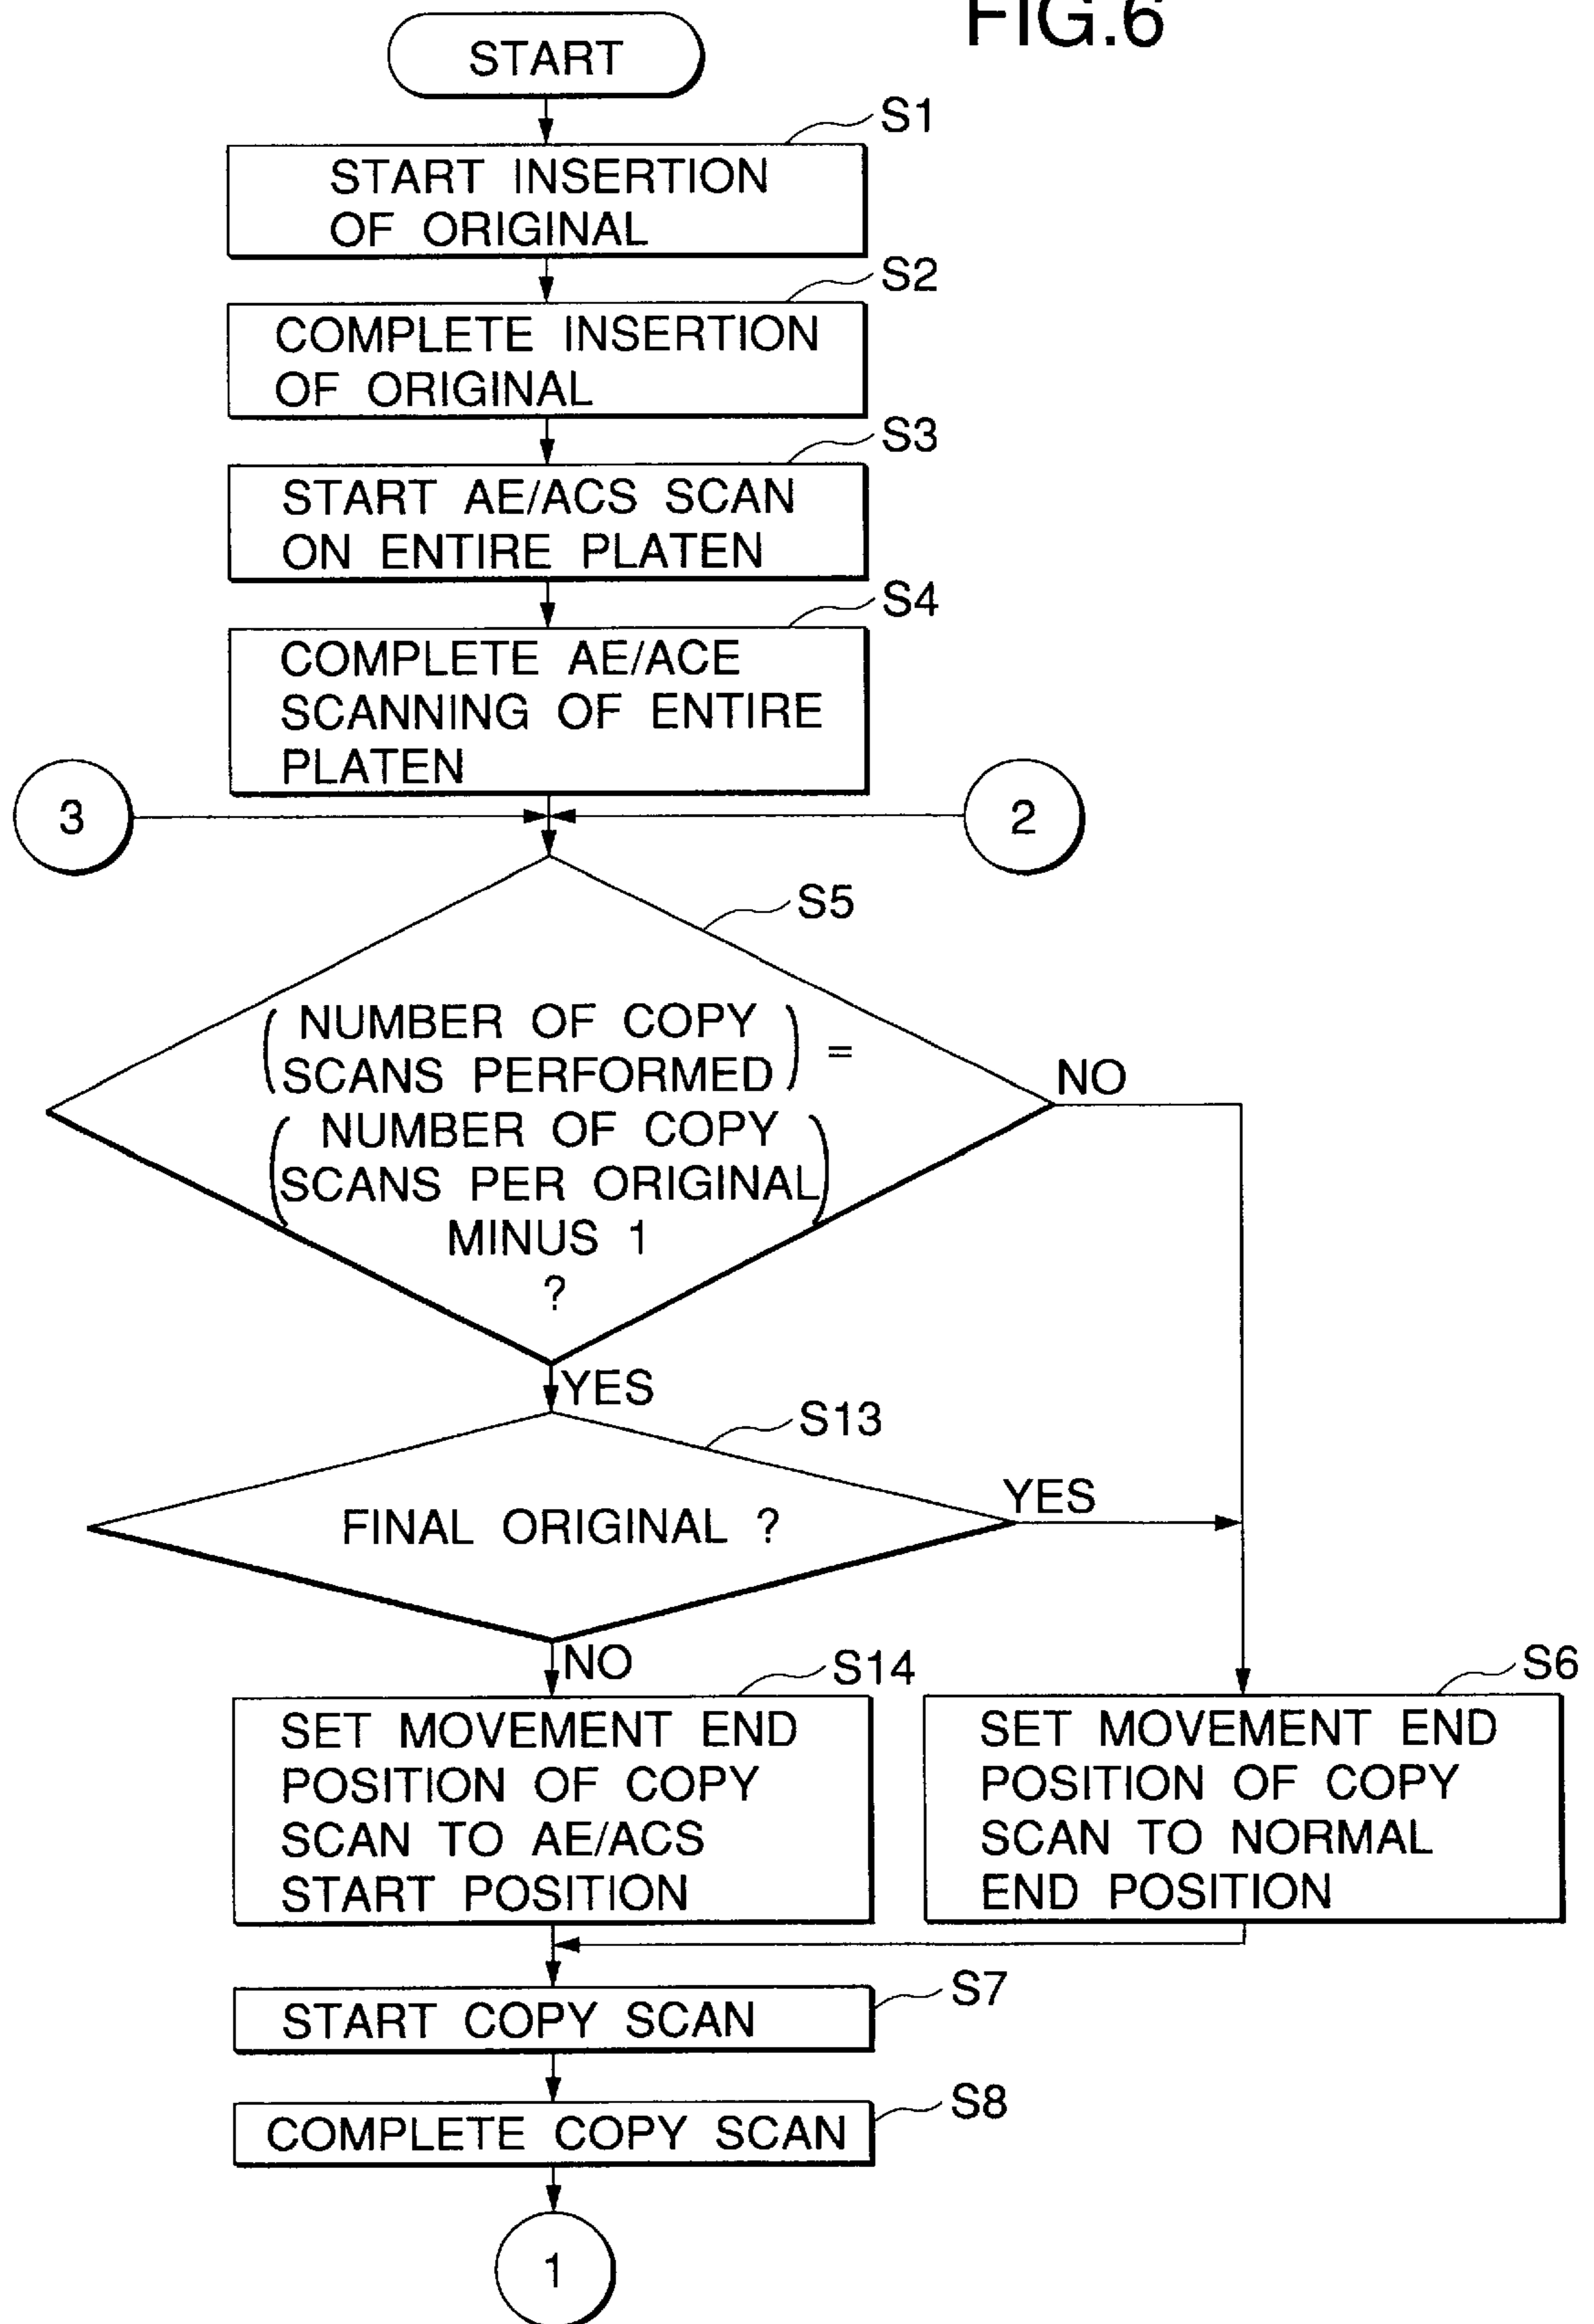 FIG.6
START
S1
START INSERTION
OF ORIGINAL
S2
COMPLETE INSERTION
OF ORIGINAL
S3
START AE/ACS SCAN
ON ENTIRE PLATEN
S4
COMPLETE AE/ACE
SCANNING OF ENTIRE
PLATEN
3
2
S5
( NUMBER OF COPY
SCANS PERFORMED ) =
( NUMBER OF COPY
SCANS PER ORIGINAL )
MINUS 1
?
NO
YES
S13
FINAL ORIGINAL ?
YES
NO
S14
SET MOVEMENT END
POSITION OF COPY
SCAN TO AE/ACS
START POSITION
S6
SET MOVEMENT END
POSITION OF COPY
SCAN TO NORMAL
END POSITION
S7
START COPY SCAN
S8
COMPLETE COPY SCAN
1